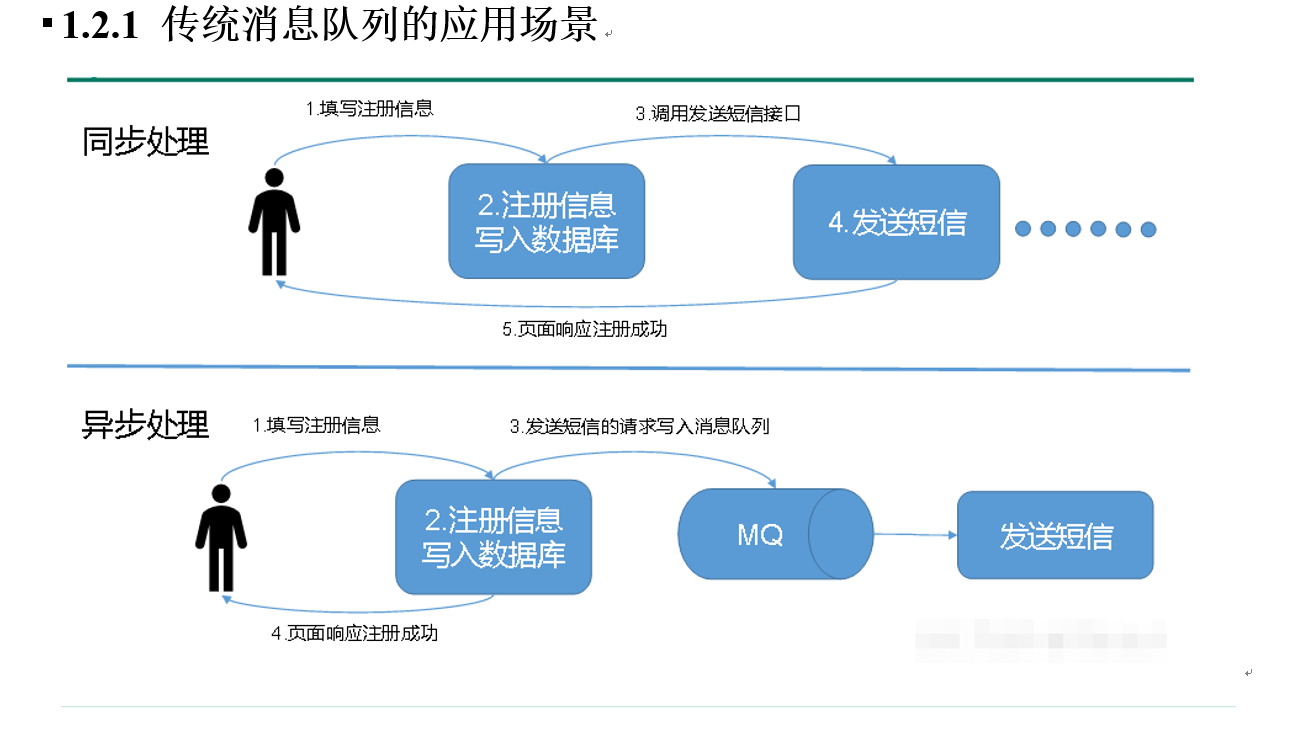 1.2.1 传统消息队列的应用场景
同步处理
1.填写注册信息
3.调用发送短信接口
2.注册信息
写入数据库
4.发送短信
5.页面响应注册成功
异步处理
1.填写注册信息
3.发送短信的请求写入消息队列
2.注册信息
写入数据库
MQ
发送短信
4.页面响应注册成功